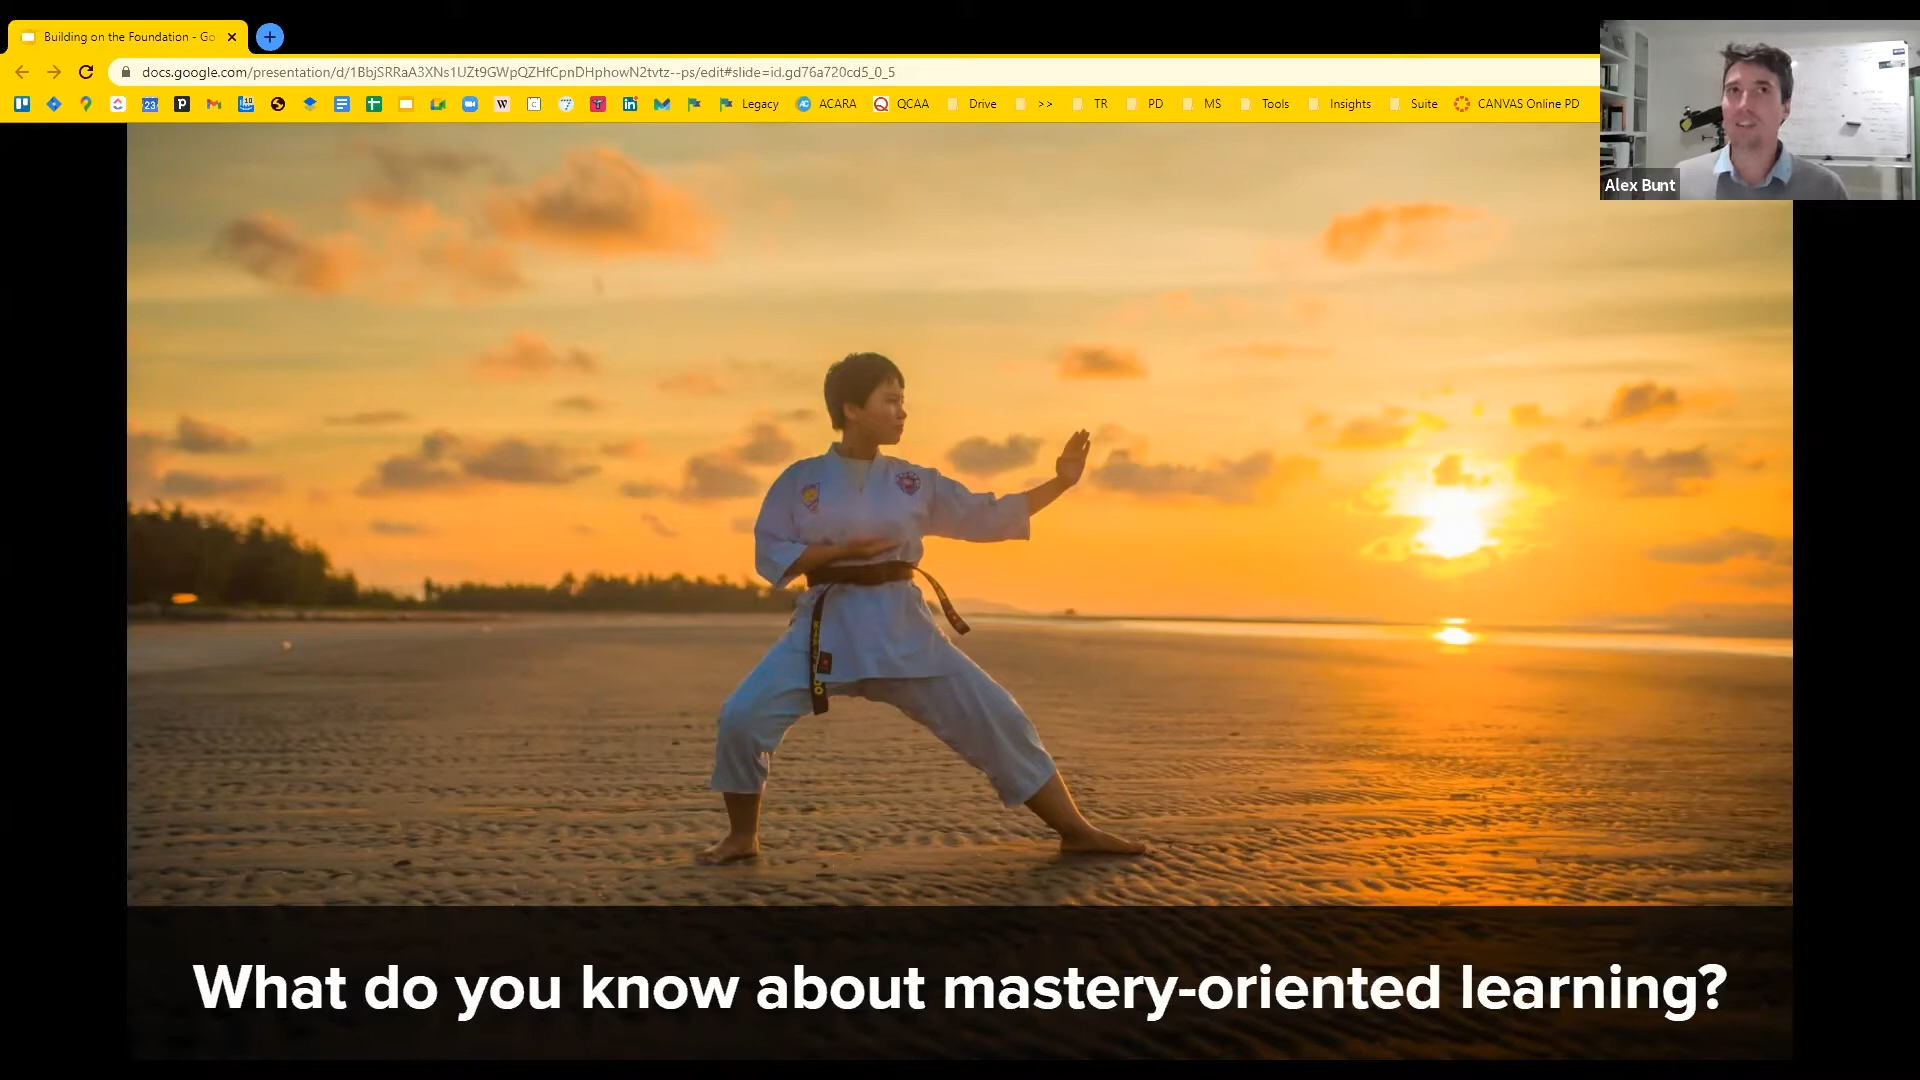 Building on the Foundation - Go
docs.google.com/presentation/d/1BbjSRRaA3XNs1UZt9GWpQZHfCpnDHphowN2tvtz--ps/edit#slide=id.gd76a720cd5_0_5
Legacy ACARA QCAA Drive >> TR PD MS Tools Insights Suite CANVAS Online PD
Alex Bunt
What do you know about mastery-oriented learning?